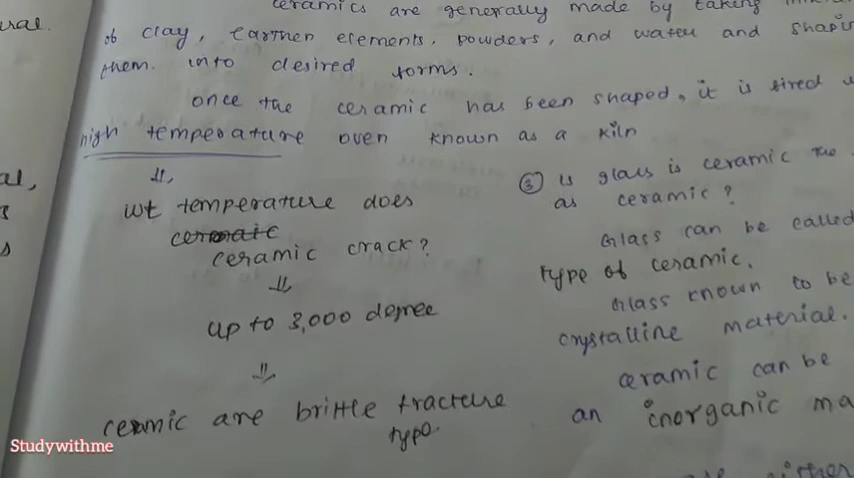 ceramics are generally made by taking
of clay, earthen elements, powders, and water and
them into desired forms.
once the ceramic has been shaped, it is fired
high temperature oven known as a kiln
wt temperature does
ceramic crack?
up to 3,000 degree
ceramic are brittle fracture
type.
③ is glass is ceramic
as ceramic?
Glass can be called
type of ceramic.
Glass known to be
crystalline material.
ceramic can be
an inorganic
Studywithme